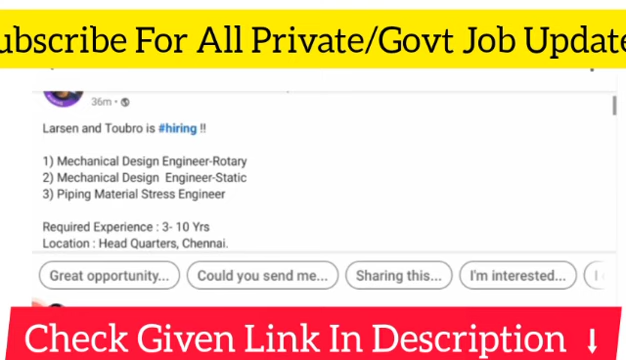 ubscribe For All Private/Govt Job Update
36m
Larsen and Toubro is #hiring !!
1) Mechanical Design Engineer-Rotary
2) Mechanical Design Engineer-Static
3) Piping Material Stress Engineer
Required Experience : 3- 10 Yrs
Location : Head Quarters, Chennai.
Great opportunity... Could you send me... Sharing this... I'm interested...
Check Given Link In Description ↓